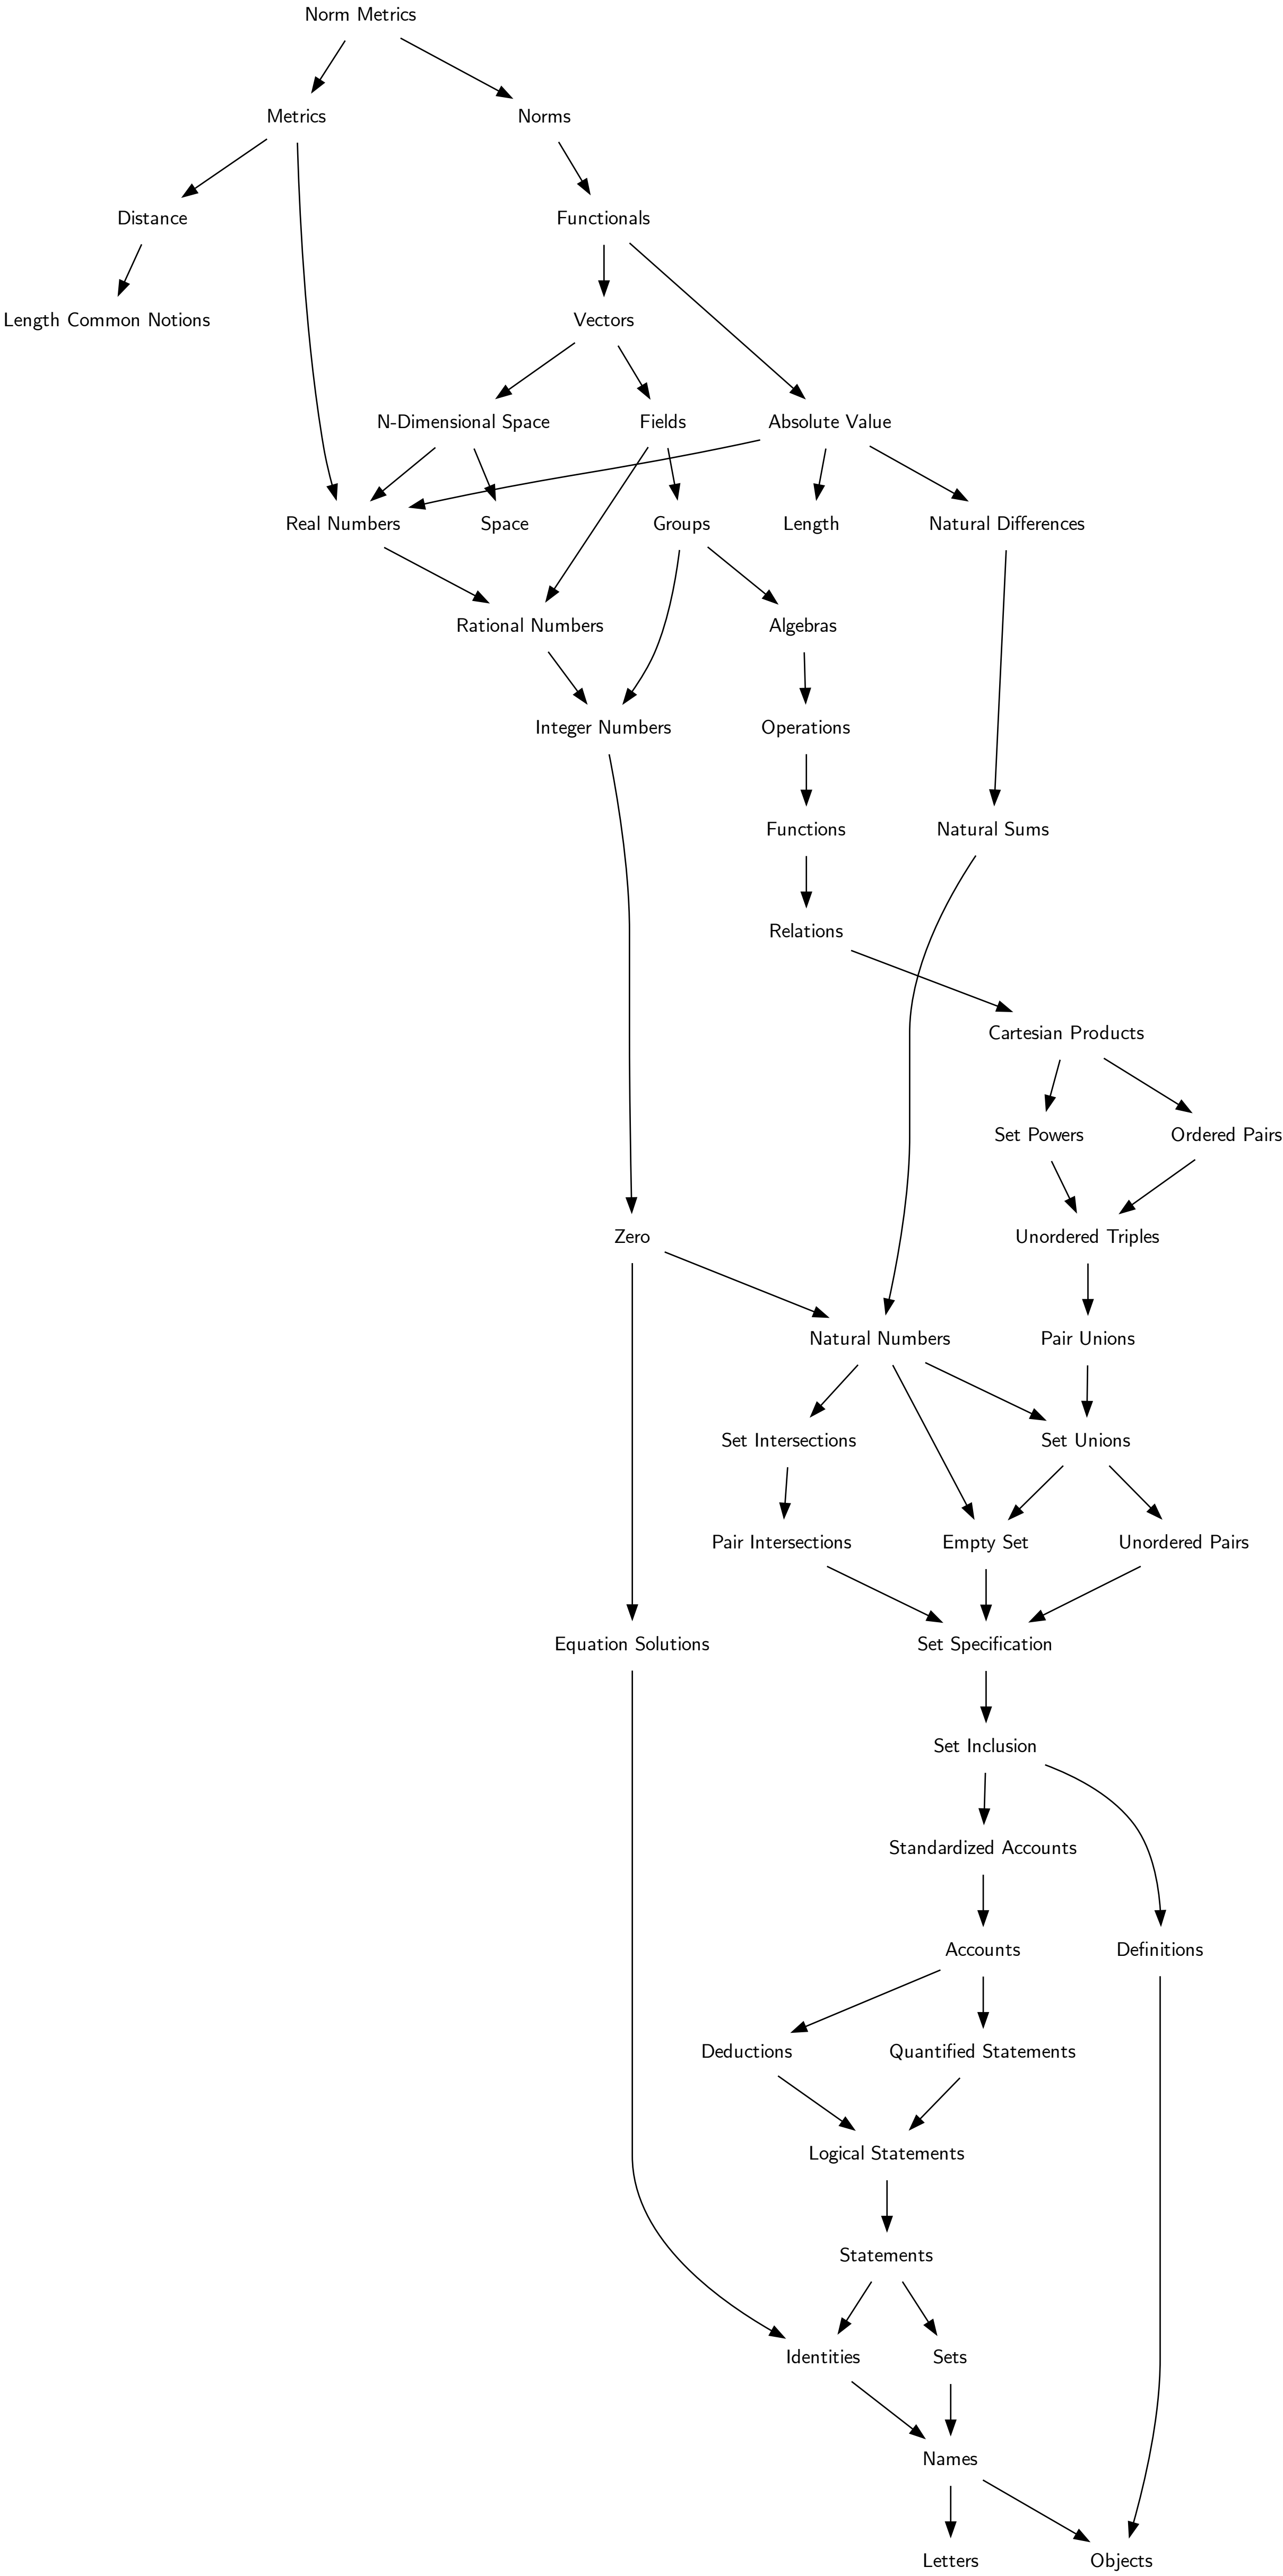 Norm Metrics
Metrics
Norms
Distance
Functionals
Length Common Notions
Vectors
N-Dimensional Space
Fields
Absolute Value
Real Numbers
Space
Groups
Length
Natural Differences
Rational Numbers
Algebras
Integer Numbers
Operations
Functions
Natural Sums
Relations
Cartesian Products
Set Powers
Ordered Pairs
Zero
Unordered Triples
Natural Numbers
Pair Unions
Set Intersections
Set Unions
Pair Intersections
Empty Set
Unordered Pairs
Equation Solutions
Set Specification
Set Inclusion
Standardized Accounts
Accounts
Definitions
Deductions
Quantified Statements
Logical Statements
Statements
Identities
Sets
Names
Letters
Objects